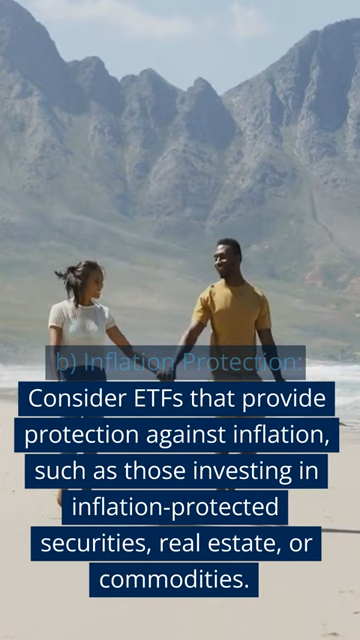 b) Inflation Protection:
Consider ETFs that provide
protection against inflation,
such as those investing in
inflation-protected
securities, real estate, or
commodities.